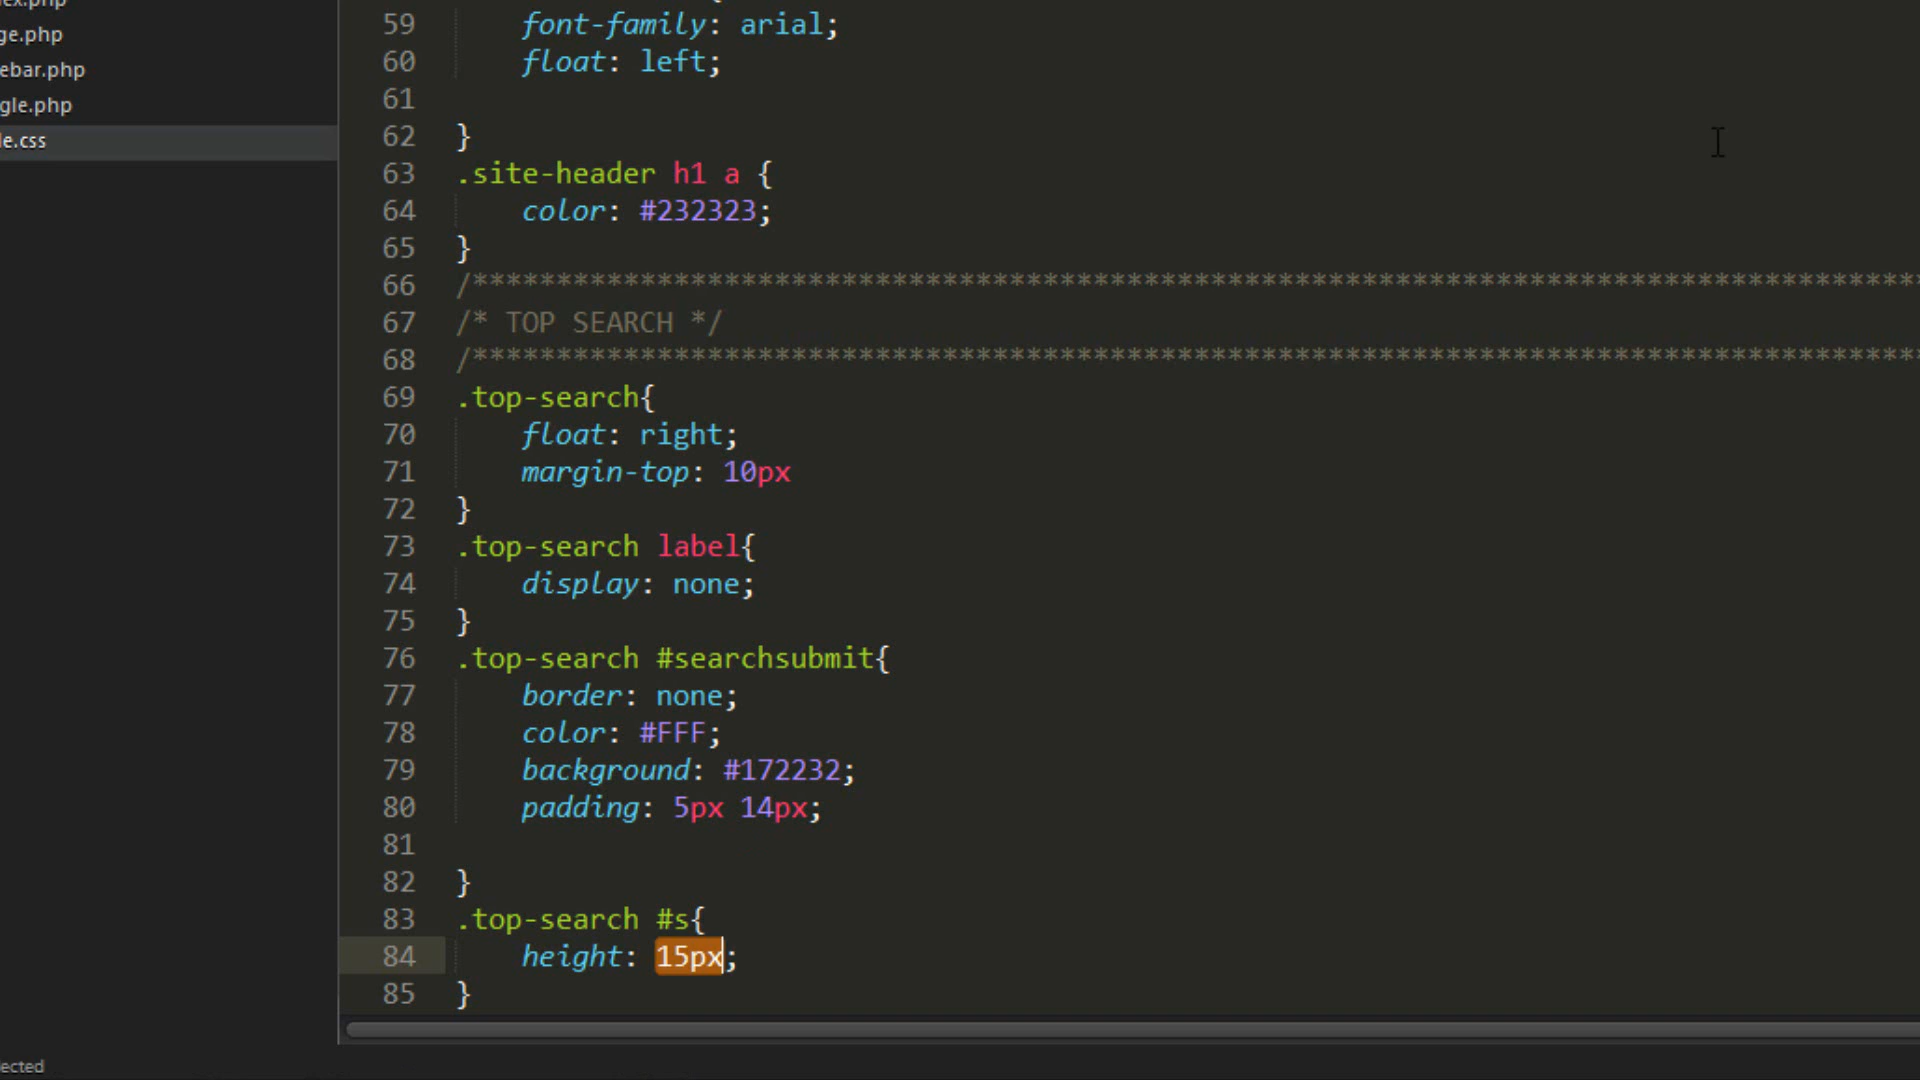 ex.php
ge.php
ebar.php
gle.php
le.css
59 font-family: arial;
60 float: left;
61
62 }
63 .site-header h1 a {
64 color: #232323;
65 }
66 /***************************************************************************************
67 /* TOP SEARCH */
68 /***************************************************************************************
69 .top-search{
70 float: right;
71 margin-top: 10px
72 }
73 .top-search label{
74 display: none;
75 }
76 .top-search #searchsubmit{
77 border: none;
78 color: #FFF;
79 background: #172232;
80 padding: 5px 14px;
81
82 }
83 .top-search #s{
84 height: 15px;
85 }
ected